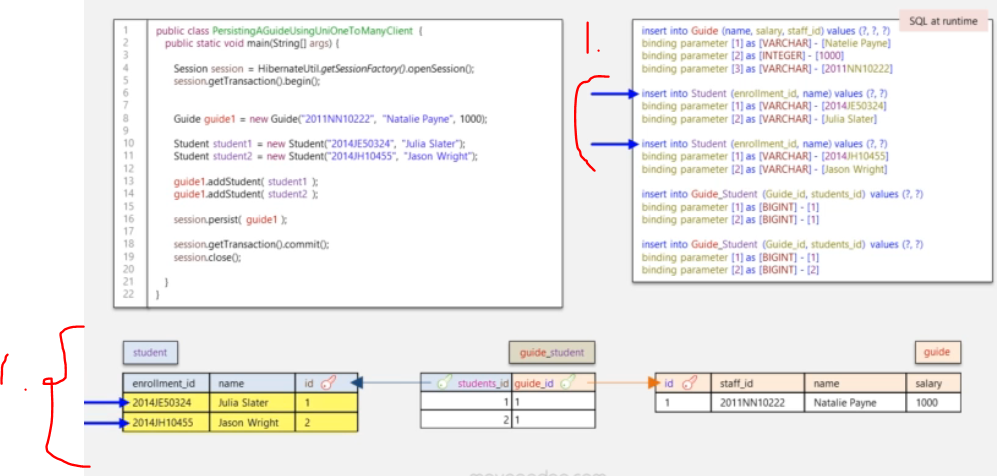 SQL at runtime
1 public class PersistingAGuideUsingUniOneToManyClient {
2 public static void main(String[] args) {
3
4 Session session = HibernateUtil.getSessionFactory().openSession();
5 session.getTransaction().begin();
6
7
8 Guide guide1 = new Guide("2011NN10222", "Natalie Payne", 1000);
9
10 Student student1 = new Student("2014JE50324", "Julia Slater");
11 Student student2 = new Student("2014JH10455", "Jason Wright");
12
13 guide1.addStudent( student1 );
14 guide1.addStudent( student2 );
15
16 session.persist( guide1 );
17
18 session.getTransaction().commit();
19 session.close();
20
21 }
22 }
1.
insert into Guide (name, salary, staff_id) values (?, ?, ?)
binding parameter [1] as [VARCHAR] - [Natelie Payne]
binding parameter [2] as [INTEGER] - [1000]
binding parameter [3] as [VARCHAR] - [2011NN10222]
insert into Student (enrollment_id, name) values (?, ?)
binding parameter [1] as [VARCHAR] - [2014JE50324]
binding parameter [2] as [VARCHAR] - [Julia Slater]
insert into Student (enrollment_id, name) values (?, ?)
binding parameter [1] as [VARCHAR] - [2014JH10455]
binding parameter [2] as [VARCHAR] - [Jason Wright]
insert into Guide_Student (Guide_id, students_id) values (?, ?)
binding parameter [1] as [BIGINT] - [1]
binding parameter [2] as [BIGINT] - [1]
insert into Guide_Student (Guide_id, students_id) values (?, ?)
binding parameter [1] as [BIGINT] - [1]
binding parameter [2] as [BIGINT] - [2]
student
enrollment_id name id
2014JE50324 Julia Slater 1
2014JH10455 Jason Wright 2
guide_student
students_id guide_id
1 1
2 1
guide
id staff_id name salary
1 2011NN10222 Natalie Payne 1000